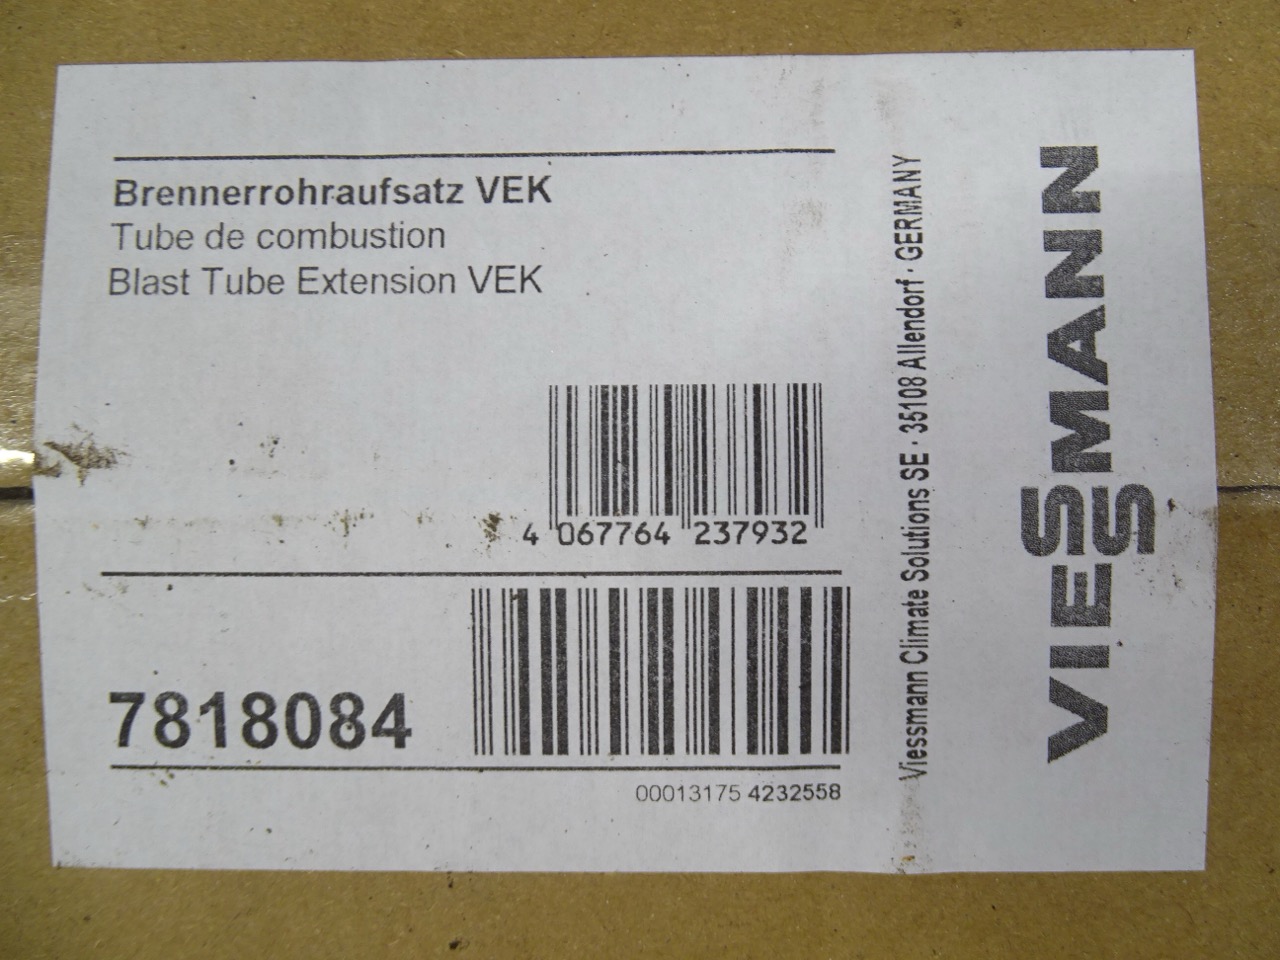 Brennerrohraufsatz VEK
Tube de combustion
Blast Tube Extension VEK
4 067764 237932
7818084
00013175 4232558
Viessmann Climate Solutions SE · 35108 Allendorf · GERMANY
VIESSMANN